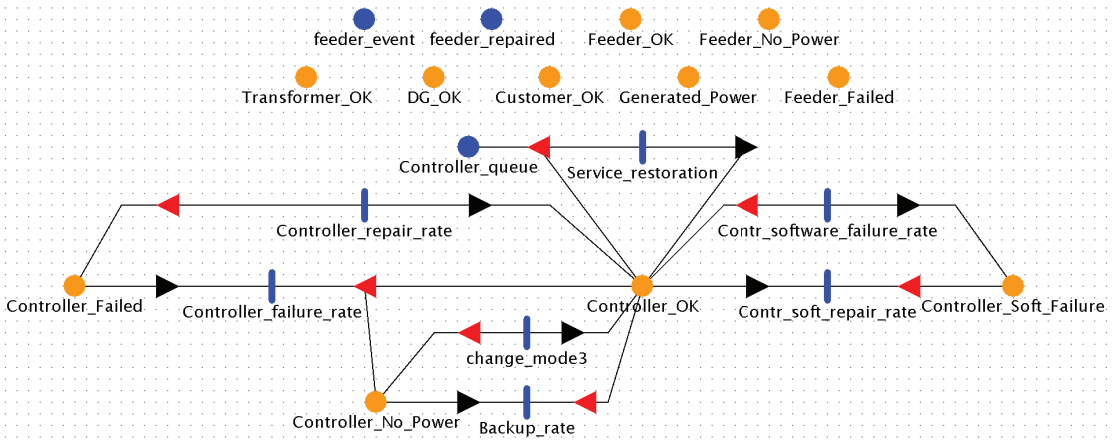 feeder_event feeder_repaired Feeder_OK Feeder_No_Power
Transformer_OK DG_OK Customer_OK Generated_Power Feeder_Failed
Controller_queue Service_restoration
Controller_repair_rate Contr_software_failure_rate
Controller_Failed Controller_failure_rate Controller_OK Contr_soft_repair_rate Controller_Soft_Failure
change_mode3
Controller_No_Power Backup_rate